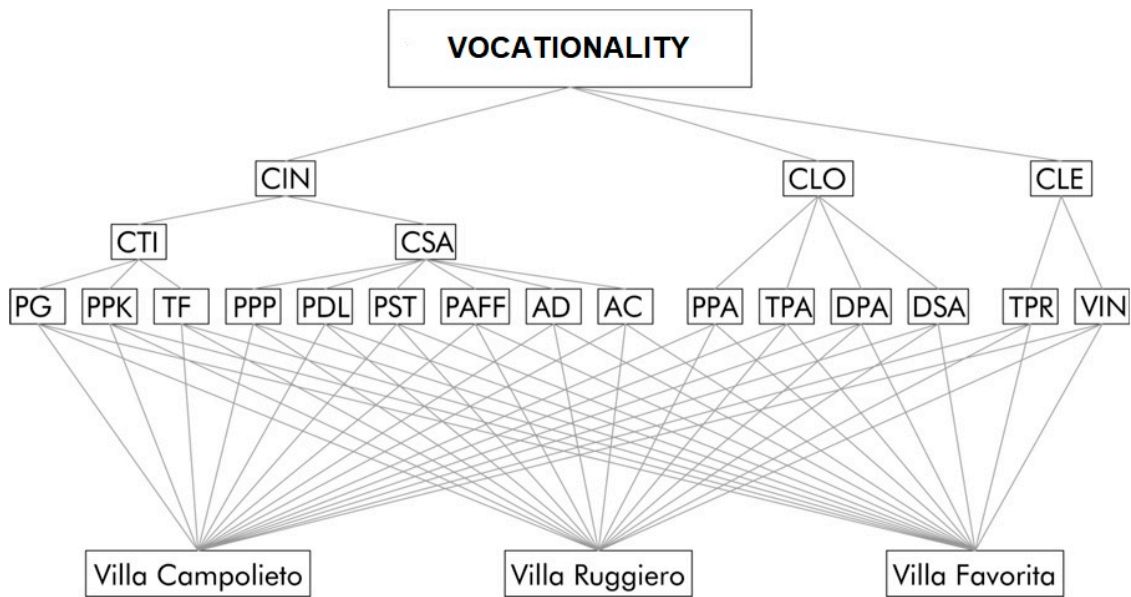 VOCATIONALITY
CIN CLO CLE
CTI CSA
PG PPK TF PPP PDL PST PAFF AD AC PPA TPA DPA DSA TPR VIN
Villa Campolieto Villa Ruggiero Villa Favorita